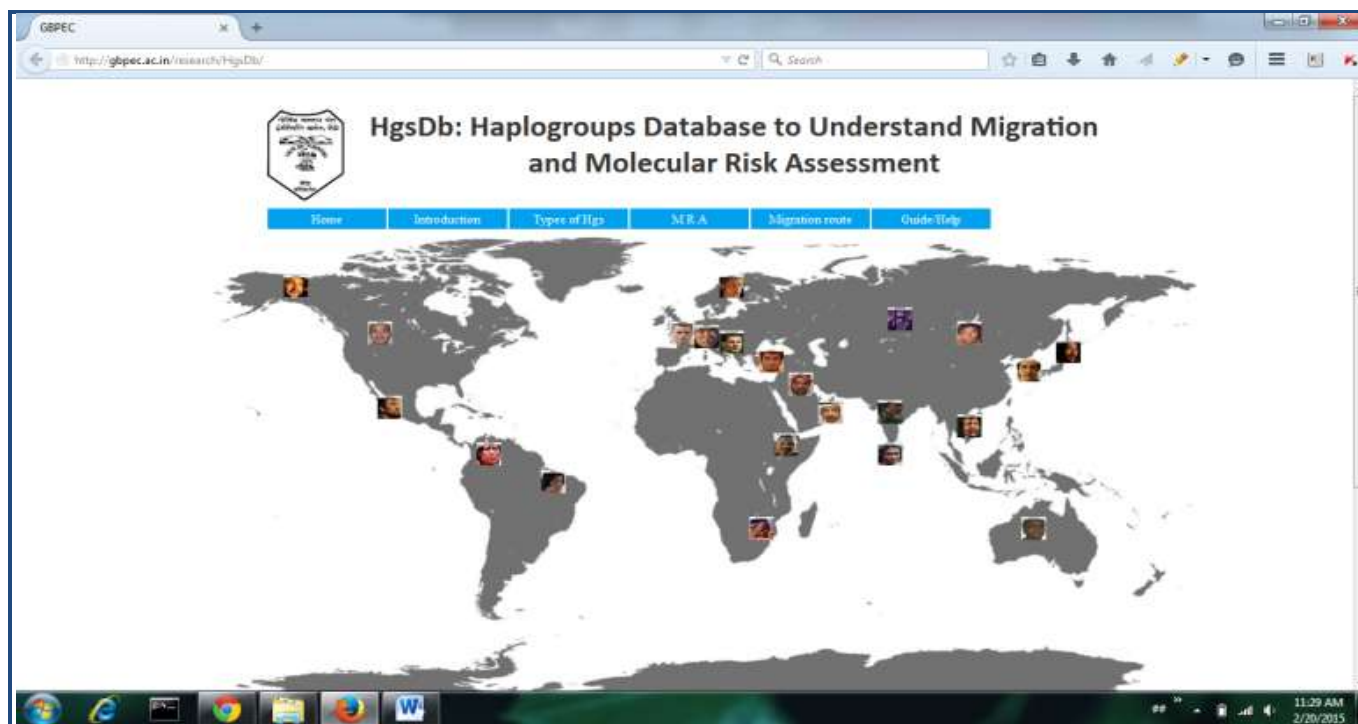 GBPEC
http://gbpec.ac.in/research/HgsDb/
Search
HgsDb: Haplogroups Database to Understand Migration
and Molecular Risk Assessment
Home Introduction Types of Hgs M R A Migration route Guide/Help
11:29 AM
2/20/2015